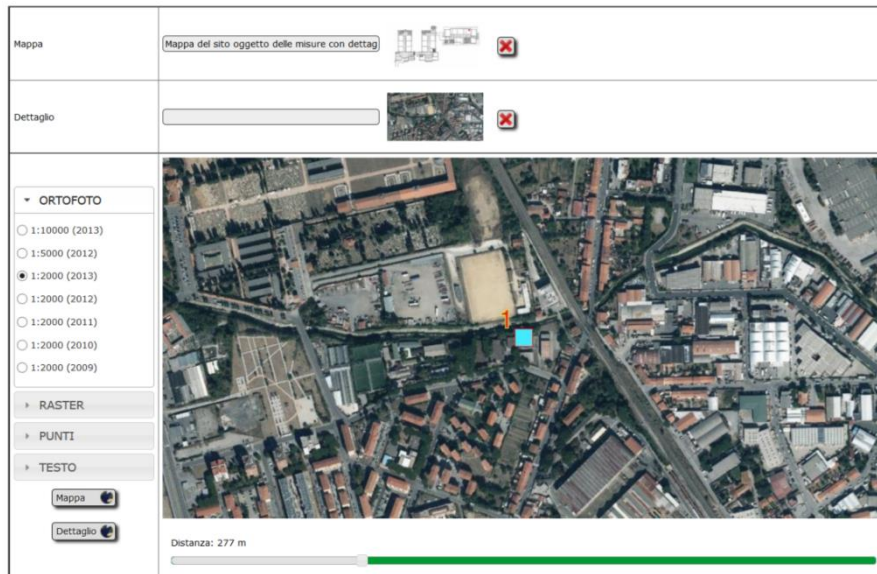 Mappa
Mappa del sito oggetto delle misure con dettag
Dettaglio
ORTOFOTO
1:10000 (2013)
1:5000 (2012)
1:2000 (2013)
1:2000 (2012)
1:2000 (2011)
1:2000 (2010)
1:2000 (2009)
RASTER
PUNTI
TESTO
Mappa
Dettaglio
1
Distanza: 277 m